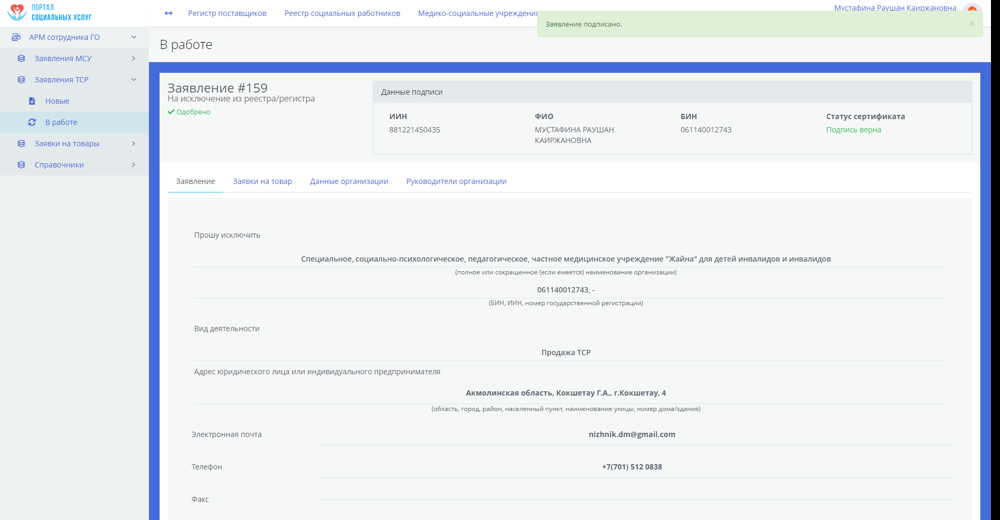 ПОРТАЛ
СОЦИАЛЬНЫХ УСЛУГ
Регистр поставщиков
Реестр социальных работников
Медико-социальные учреждения
Мустафина Раушан Каиржановна
Заявление подписано.
×
АРМ сотрудника ГО
Заявления МСУ
Заявления ТСР
Новые
В работе
Заявки на товары
Справочники
В работе
Заявление #159
На исключение из реестра/регистра
Одобрено
Данные подписи
ИИН
881221450435
ФИО
МУСТАФИНА РАУШАН
КАИРЖАНОВНА
БИН
061140012743
Статус сертификата
Подпись верна
Заявление
Заявки на товар
Данные организации
Руководители организации
Прошу исключить
Специальное, социально-психологическое, педагогическое, частное медицинское учреждение "Жайна" для детей инвалидов и инвалидов
(полное или сокращенное (если емеется) наименование организации)
061140012743, -
(БИН, ИИН, номер государственной регистрации)
Вид деятельности
Продажа ТСР
Адрес юридического лица или индивидуального предпринимателя
Акмолинская область, Кокшетау Г.А., г.Кокшетау, 4
(область, город, район, населенный пункт, наименование улицы, номер дома/здания)
Электронная почта
nizhnik.dm@gmail.com
Телефон
+7(701) 512 0838
Факс